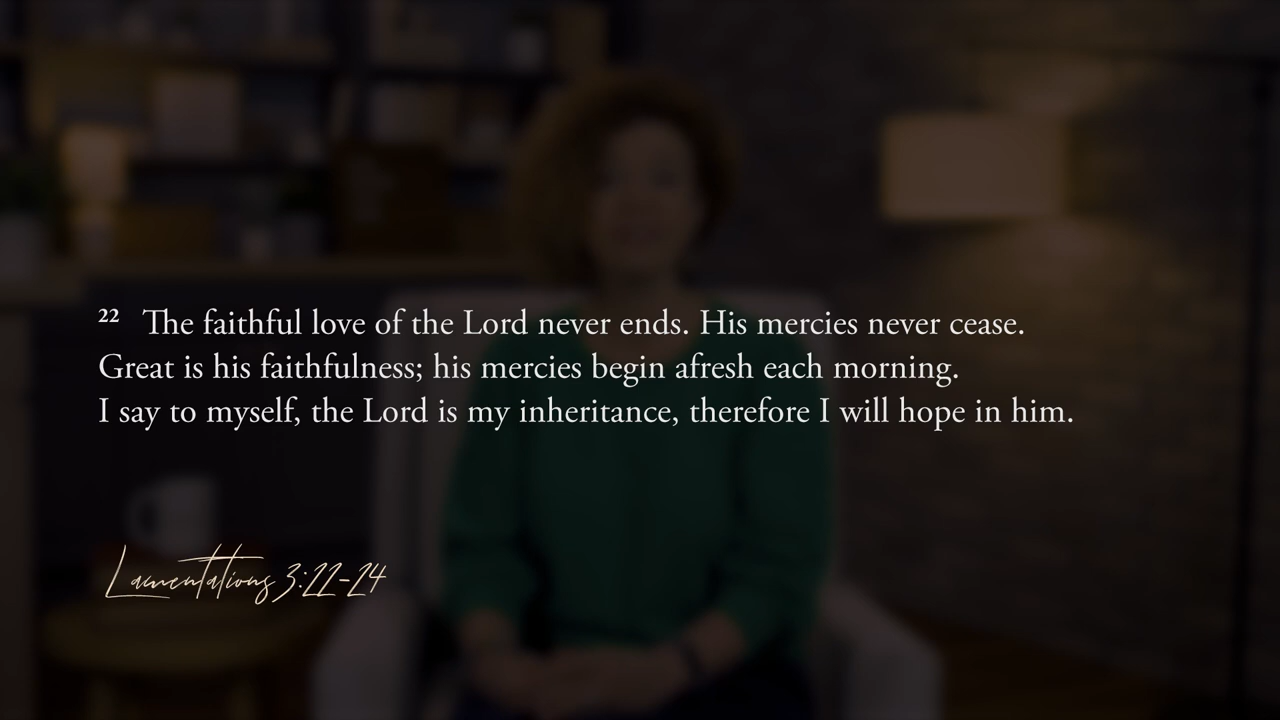 22 The faithful love of the Lord never ends. His mercies never cease.
Great is his faithfulness; his mercies begin afresh each morning.
I say to myself, the Lord is my inheritance, therefore I will hope in him.
Lamentations 3:22-24